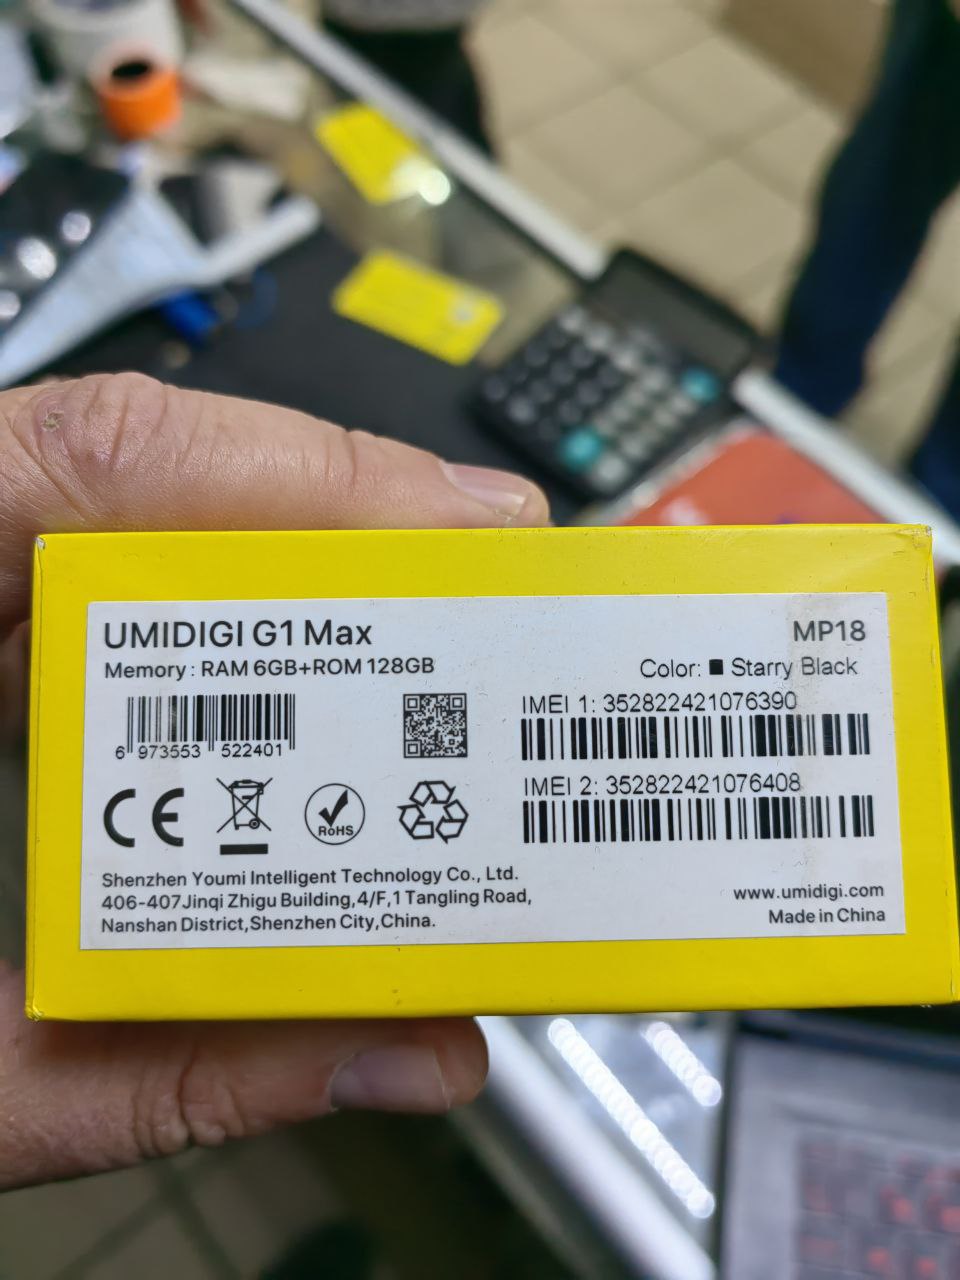 UMIDIGI G1 Max
MP18
Memory: RAM 6GB+ROM 128GB
Color: Starry Black
IMEI 1: 352822421076390
6 973553 522401
IMEI 2: 352822421076408
CE
RoHS
Shenzhen Youmi Intelligent Technology Co., Ltd.
406-407Jinqi Zhigu Building,4/F,1 Tangling Road,
Nanshan District,Shenzhen City,China.
www.umidigi.com
Made in China